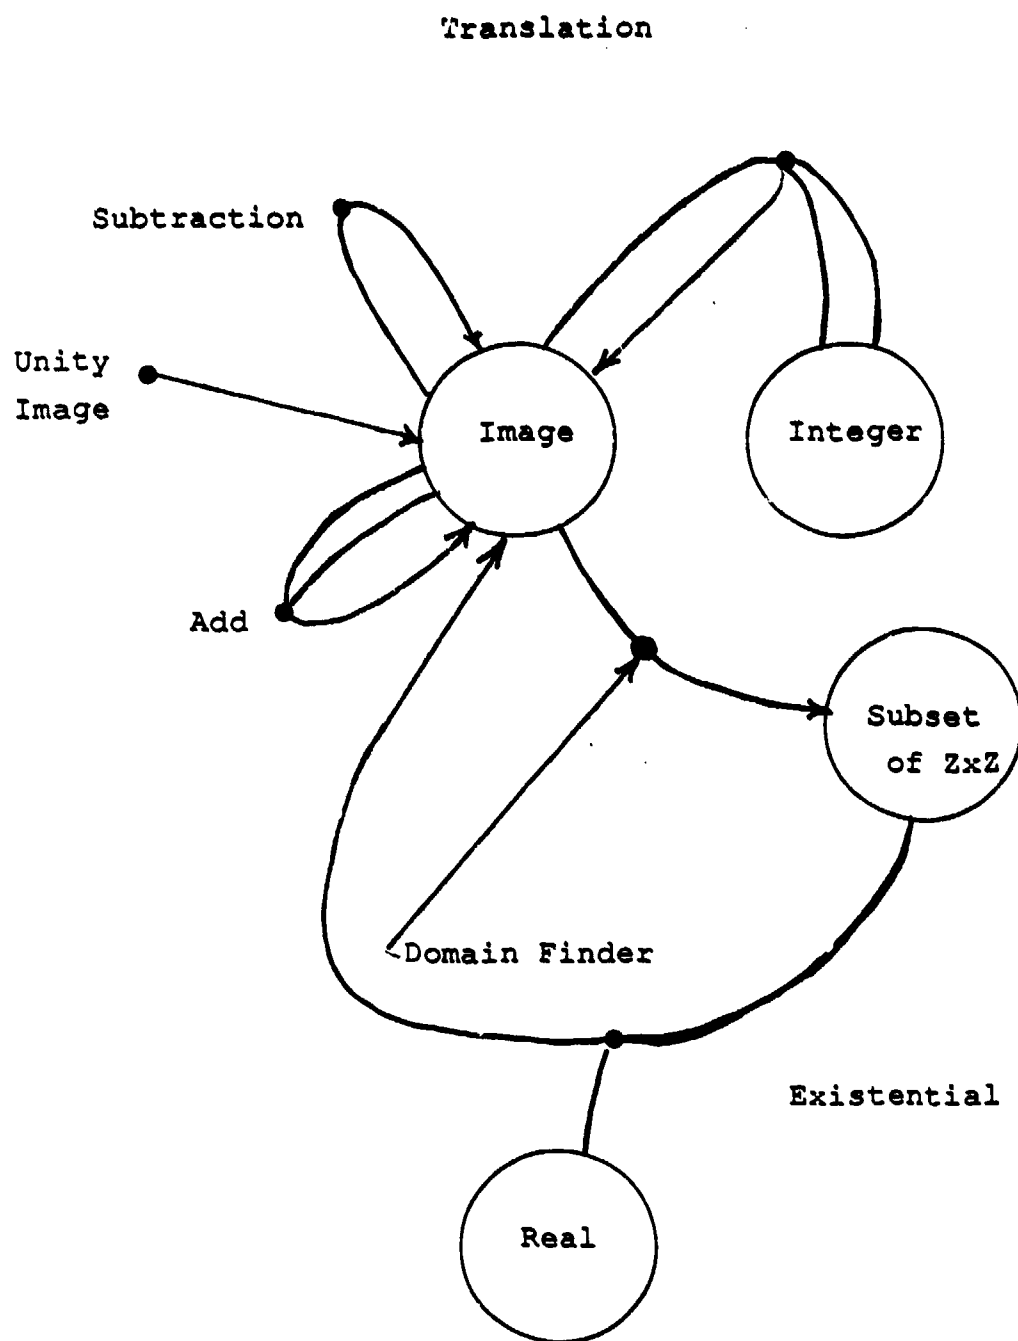 Translation
Subtraction
Unity
Image
Image
Integer
Add
Subset
of ZxZ
Domain Finder
Existential
Real